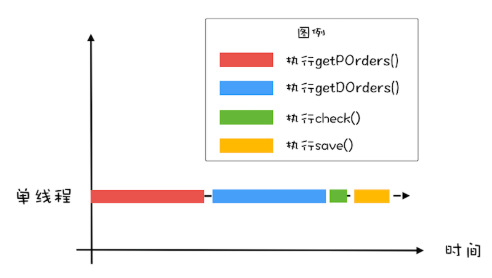 图例
执行getPOrders()
执行getDOrders()
执行check()
执行save()
单线程
时间